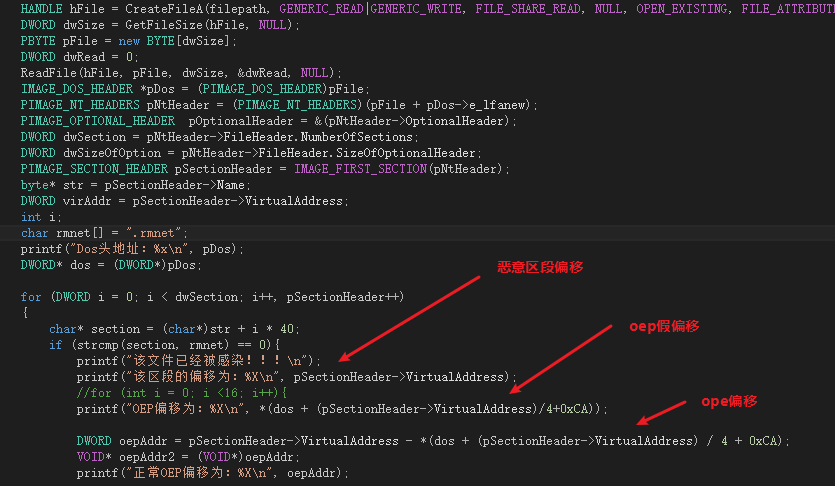 HANDLE hFile = CreateFileA(filepath, GENERIC_READ|GENERIC_WRITE, FILE_SHARE_READ, NULL, OPEN_EXISTING, FILE_ATTRIBUT
DWORD dwSize = GetFileSize(hFile, NULL);
PBYTE pFile = new BYTE[dwSize];
DWORD dwRead = 0;
ReadFile(hFile, pFile, dwSize, &dwRead, NULL);
IMAGE_DOS_HEADER *pDos = (PIMAGE_DOS_HEADER)pFile;
PIMAGE_NT_HEADERS pNtHeader = (PIMAGE_NT_HEADERS)(pFile + pDos->e_lfanew);
PIMAGE_OPTIONAL_HEADER  pOptionalHeader = &(pNtHeader->OptionalHeader);
DWORD dwSection = pNtHeader->FileHeader.NumberOfSections;
DWORD dwSizeOfOption = pNtHeader->FileHeader.SizeOfOptionalHeader;
PIMAGE_SECTION_HEADER pSectionHeader = IMAGE_FIRST_SECTION(pNtHeader);
byte* str = pSectionHeader->Name;
DWORD virAddr = pSectionHeader->VirtualAddress;
int i;
char rmnet[] = ".rmnet";
printf("Dos头地址：%x\n", pDos);
DWORD* dos = (DWORD*)pDos;
恶意区段偏移
for (DWORD i = 0; i < dwSection; i++, pSectionHeader++)
{
oep假偏移
char* section = (char*)str + i * 40;
if (strcmp(section, rmnet) == 0){
printf("该文件已经被感染！！！\n");
printf("该区段的偏移为：%X\n", pSectionHeader->VirtualAddress);
//for (int i = 0; i <16; i++){
ope偏移
printf("OEP偏移为：%X\n", *(dos + (pSectionHeader->VirtualAddress)/4+0xCA));
DWORD oepAddr = pSectionHeader->VirtualAddress - *(dos + (pSectionHeader->VirtualAddress) / 4 + 0xCA);
VOID* oepAddr2 = (VOID*)oepAddr;
printf("正常OEP偏移为：%X\n", oepAddr);